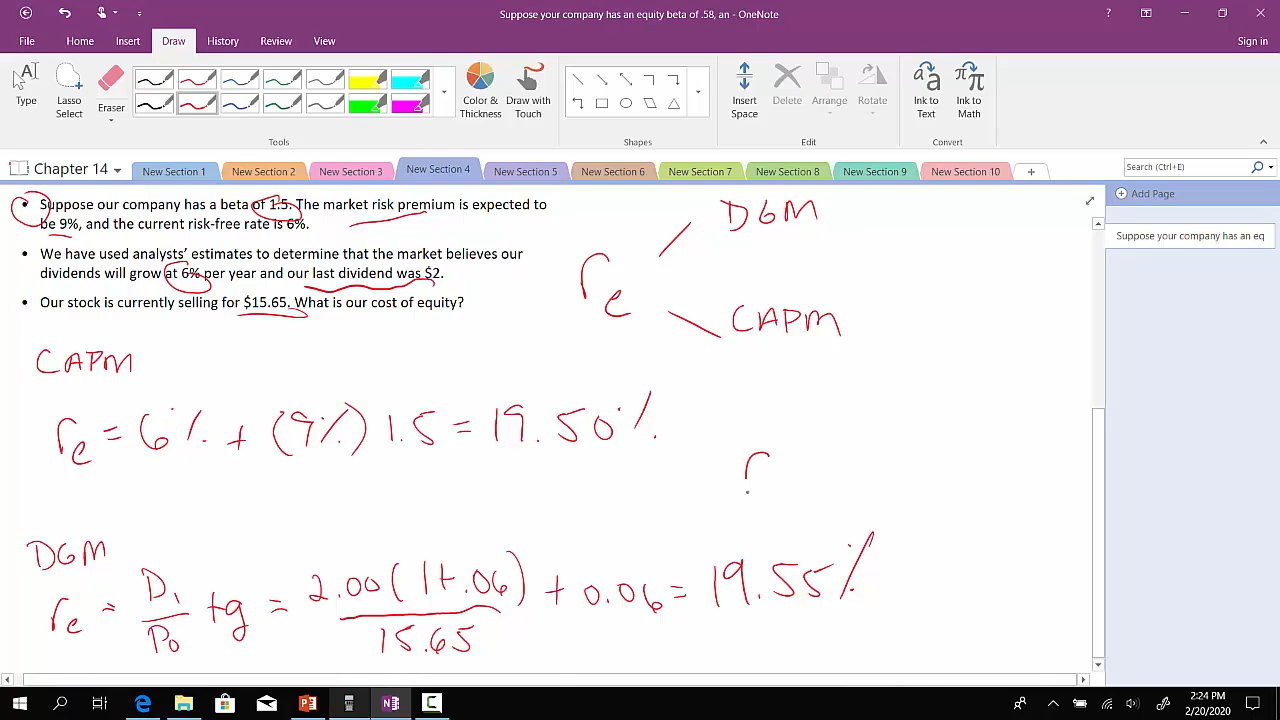 Suppose your company has an equity beta of .58, an - OneNote
File Home Insert Draw History Review View Sign in
Type
Lasso Select
Eraser
Color & Thickness
Draw with Touch
Insert Space
Delete
Arrange
Rotate
Ink to Text
Ink to Math
Tools Shapes Edit Convert
Chapter 14 New Section 1 New Section 2 New Section 3 New Section 4 New Section 5 New Section 6 New Section 7 New Section 8 New Section 9 New Section 10 Search (Ctrl+E)
Add Page
Suppose your company has an eq
• Suppose our company has a beta of 1.5. The market risk premium is expected to
be 9%, and the current risk-free rate is 6%.
• We have used analysts’ estimates to determine that the market believes our
dividends will grow at 6% per year and our last dividend was $2.
• Our stock is currently selling for $15.65. What is our cost of equity?
DGM
re
CAPM
CAPM
re = 6% + (9%) 1.5 = 19.50%
r
DGM
re = D1/P0 + g = 2.00(1+.06)/15.65 + 0.06 = 19.55%
2:24 PM
2/20/2020